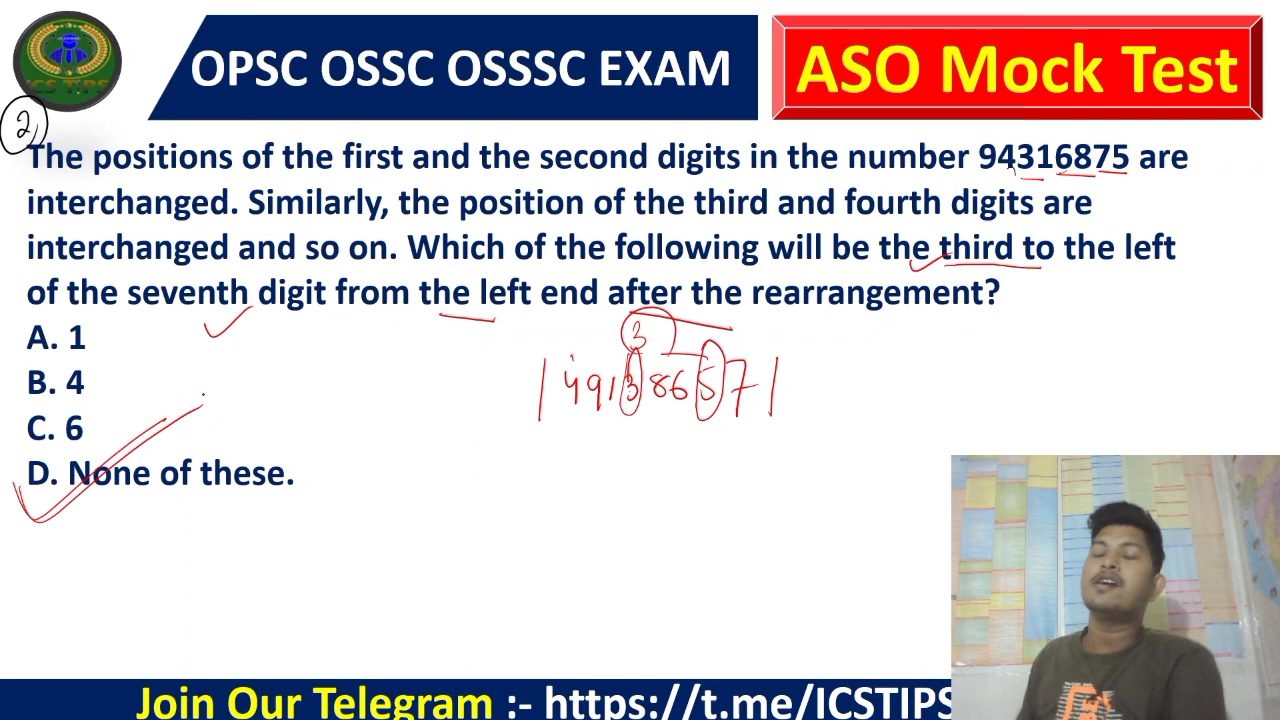 OPSC OSSC OSSSC EXAM
ASO Mock Test
ICS TIPS
2,
The positions of the first and the second digits in the number 94316875 are
interchanged. Similarly, the position of the third and fourth digits are
interchanged and so on. Which of the following will be the third to the left
of the seventh digit from the left end after the rearrangement?
A. 1
B. 4
C. 6
D. None of these.
3
| 49138657 |
Join Our Telegram :- https://t.me/ICSTIPS